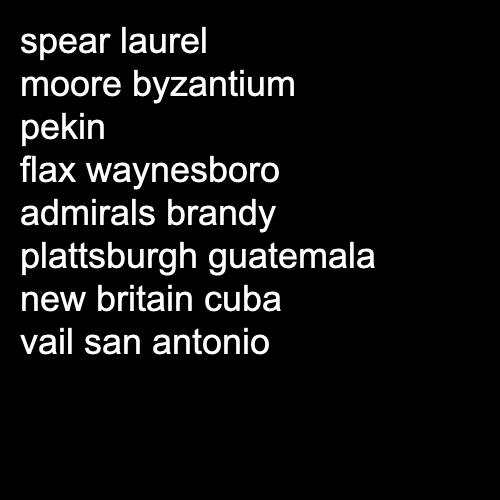 spear laurel
moore byzantium
pekin
flax waynesboro
admirals brandy
plattsburgh guatemala
new britain cuba
vail san antonio